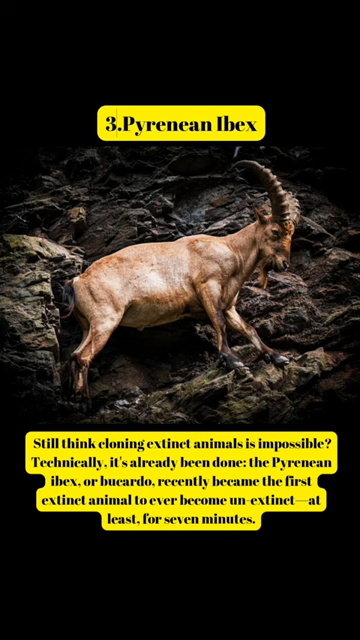 3.Pyrenean Ibex
Still think cloning extinct animals is impossible?
Technically, it's already been done: the Pyrenean
ibex, or bucardo, recently became the first
extinct animal to ever become un-extinct—at
least, for seven minutes.